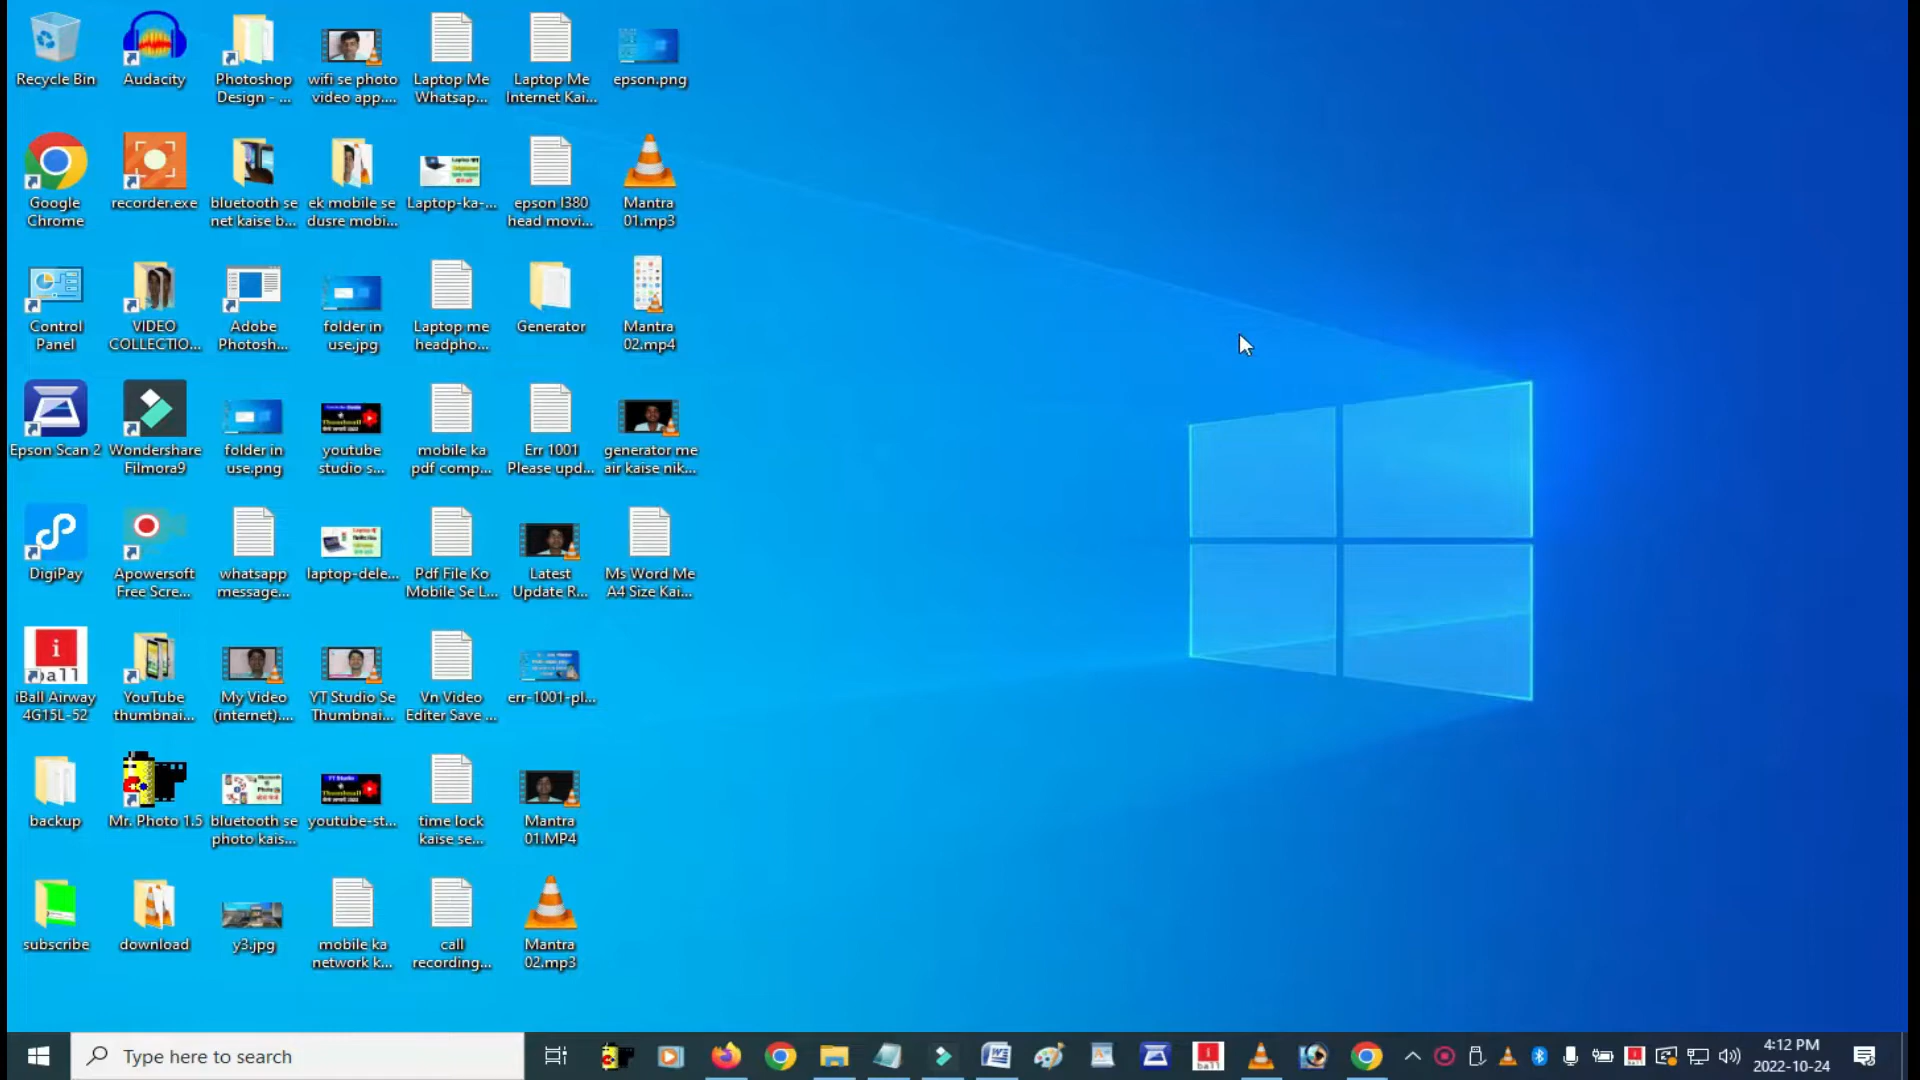 Recycle Bin
Audacity
Photoshop
Design - ...
wifi se photo
video app....
Laptop Me
Whatsap...
Laptop Me
Internet Kai...
epson.png
Google
Chrome
recorder.exe
bluetooth se
net kaise b...
ek mobile se
dusre mobi...
Laptop-ka-...
epson l380
head movi...
Mantra
01.mp3
Control
Panel
VIDEO
COLLECTIO...
Adobe
Photosh...
folder in
use.jpg
Laptop me
headpho...
Generator
Mantra
02.mp4
Epson Scan 2
Wondershare
Filmora9
folder in
use.png
youtube
studio s...
mobile ka
pdf comp...
Err 1001
Please upd...
generator me
air kaise nik...
DigiPay
Apowersoft
Free Scre...
whatsapp
message...
laptop-dele...
Pdf File Ko
Mobile Se L...
Latest
Update R...
Ms Word Me
A4 Size Kai...
i
ball
iBall Airway
4G15L-52
YouTube
thumbnai...
My Video
(internet)....
YT Studio Se
Thumbnai...
Vn Video
Editer Save ...
err-1001-pl...
backup
Mr. Photo 1.5
bluetooth se
photo kais...
youtube-st...
time lock
kaise se...
Mantra
01.MP4
subscribe
download
y3.jpg
mobile ka
network k...
call
recording...
Mantra
02.mp3
Type here to search
4:12 PM
2022-10-24